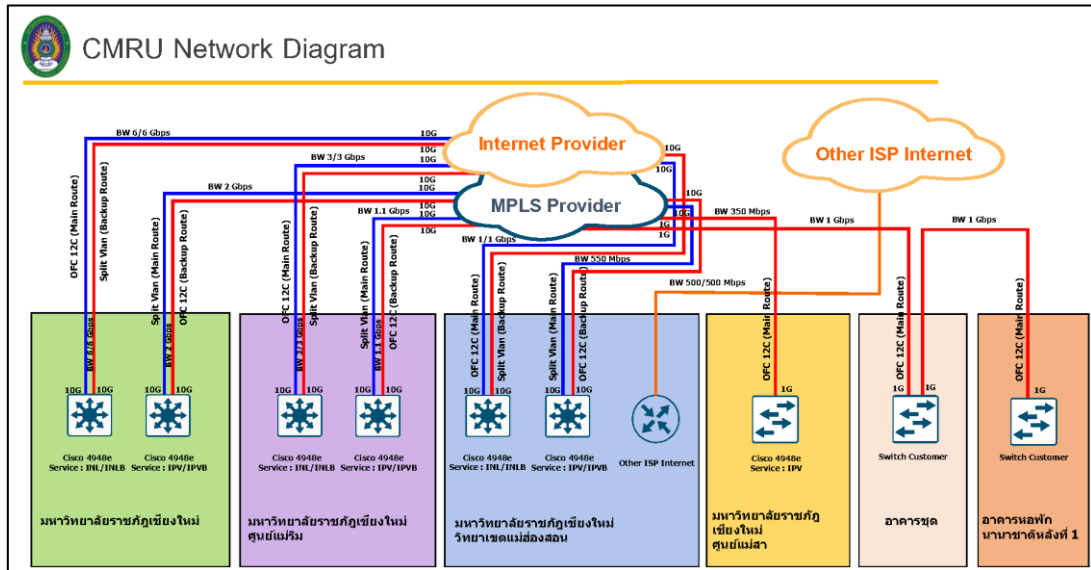 CMRU Network Diagram
Internet Provider
MPLS Provider
Other ISP Internet
BW 6/6 Gbps
10G
10G
BW 3/3 Gbps
10G
10G
BW 2 Gbps
10G
10G
BW 1.1 Gbps
10G
10G
10G
10G
10G
10G
1G
1G
BW 350 Mbps
BW 1 Gbps
BW 1 Gbps
BW 1/1 Gbps
BW 550 Mbps
BW 500/500 Mbps
OFC 12C (Main Route)
Split Vlan (Backup Route)
BW 6/6 Gbps
Split Vlan (Main Route)
OFC 12C (Backup Route)
BW 2 Gbps
OFC 12C (Main Route)
Split Vlan (Backup Route)
BW 3/3 Gbps
Split Vlan (Main Route)
OFC 12C (Backup Route)
BW 1.1 Gbps
OFC 12C (Main Route)
Split Vlan (Backup Route)
Split Vlan (Main Route)
OFC 12C (Backup Route)
OFC 12C (Main Route)
OFC 12C (Main Route)
OFC 12C (Main Route)
10G 10G
10G 10G
10G 10G
10G 10G
10G 10G
10G 10G
1G
1G 1G
1G
Cisco 4948e
Service : INL/INLB
Cisco 4948e
Service : IPV/IPVB
Cisco 4948e
Service : INL/INLB
Cisco 4948e
Service : IPV/IPVB
Cisco 4948e
Service : INL/INLB
Cisco 4948e
Service : IPV/IPVB
Other ISP Internet
Cisco 4948e
Service : IPV
Switch Customer
Switch Customer
มหาวิทยาลัยราชภัฏเชียงใหม่
มหาวิทยาลัยราชภัฏเชียงใหม่
ศูนย์แม่ริม
มหาวิทยาลัยราชภัฏเชียงใหม่
วิทยาเขตแม่ฮ่องสอน
มหาวิทยาลัยราชภัฏ
เชียงใหม่
ศูนย์แม่สา
อาคารชุด
อาคารหอพัก
นานาชาติหลังที่ 1